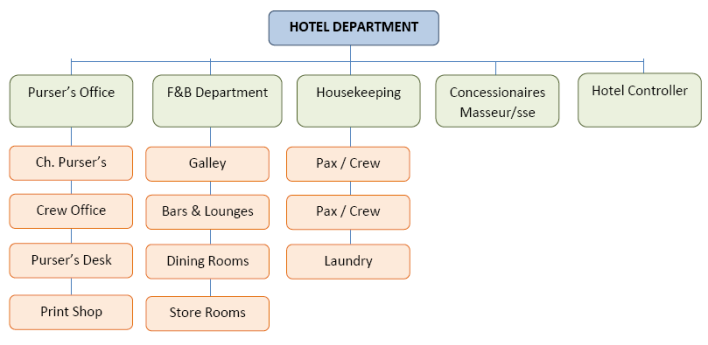 HOTEL DEPARTMENT
Purser's Office
F&B Department
Housekeeping
Concessionaires
Masseur/sse
Hotel Controller
Ch. Purser's
Galley
Pax / Crew
Crew Office
Bars & Lounges
Pax / Crew
Purser's Desk
Dining Rooms
Laundry
Print Shop
Store Rooms